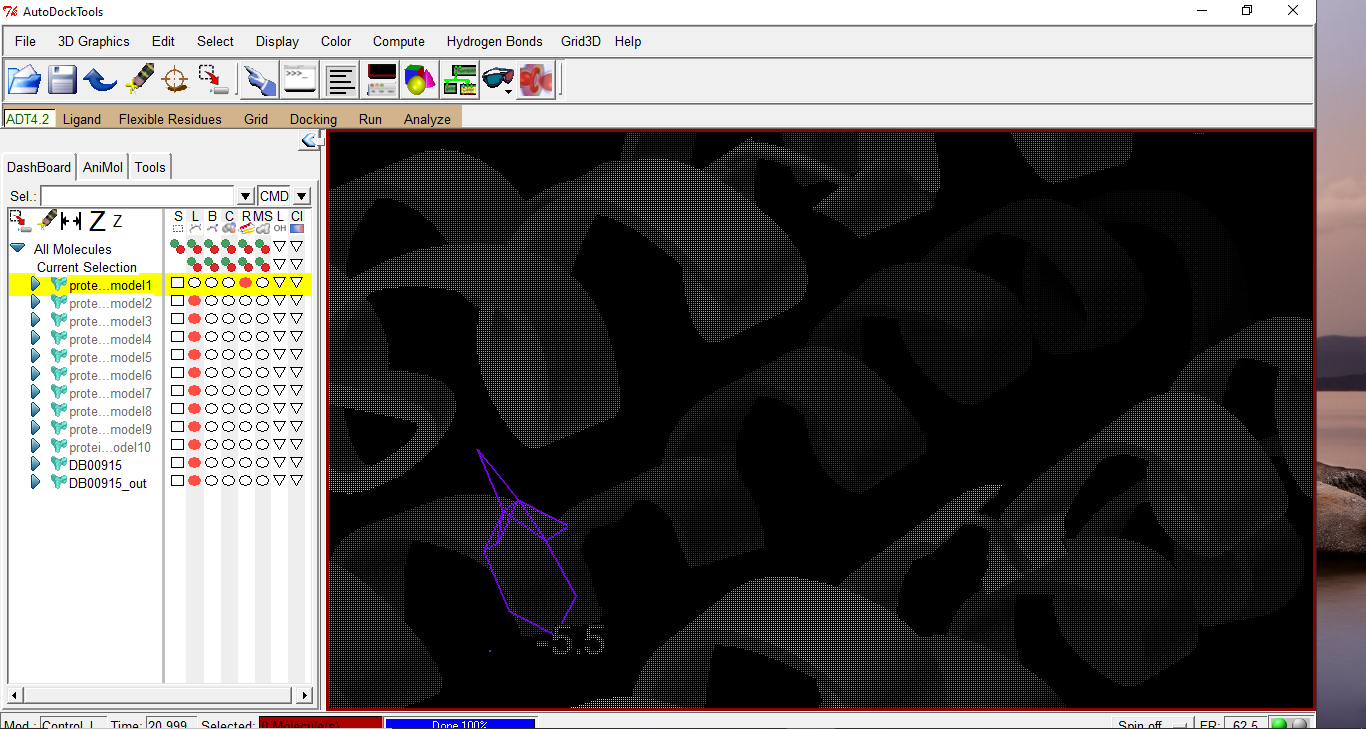 AutoDockTools
File 3D Graphics Edit Select Display Color Compute Hydrogen Bonds Grid3D Help
>>>_
ADT4.2 Ligand Flexible Residues Grid Docking Run Analyze
DashBoard AniMol Tools
Sel.: CMD
Z Z S L B C R MS L Cl
OH
All Molecules
Current Selection
prote...model1
prote...model2
prote...model3
prote...model4
prote...model5
prote...model6
prote...model7
prote...model8
prote...model9
protei...odel10
DB00915
DB00915_out
-5.5
Mod.: Control_L Time: 20.999 Selected: 0 Molecule(s) Done 100% Spin off FR: 62.5